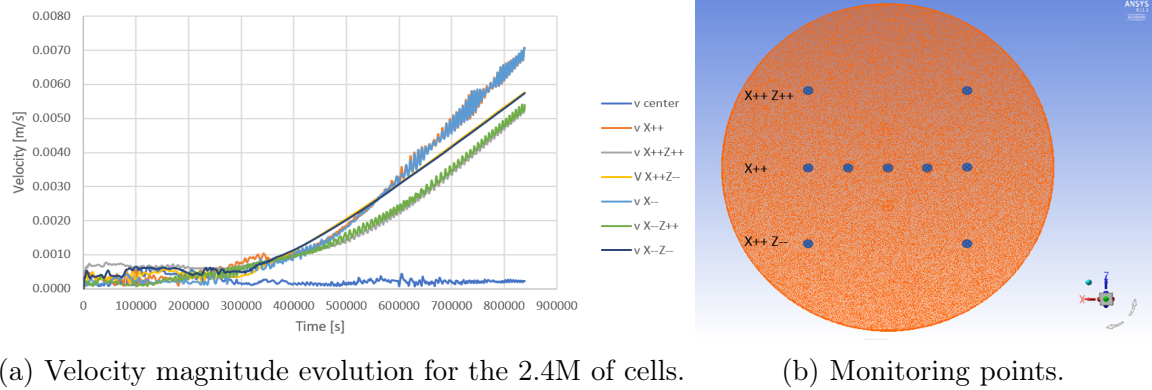 0.0080
0.0070
0.0060
0.0050
0.0040
0.0030
0.0020
0.0010
0.0000
Velocity [m/s]
0 100000 200000 300000 400000 500000 600000 700000 800000 900000
Time [s]
v center
v X++
v X++Z++
V X++Z--
v X--
v X--Z++
v X--Z--
ANSYS
X++ Z++
X++
X++ Z--
Z
X
(a) Velocity magnitude evolution for the 2.4M of cells.
(b) Monitoring points.